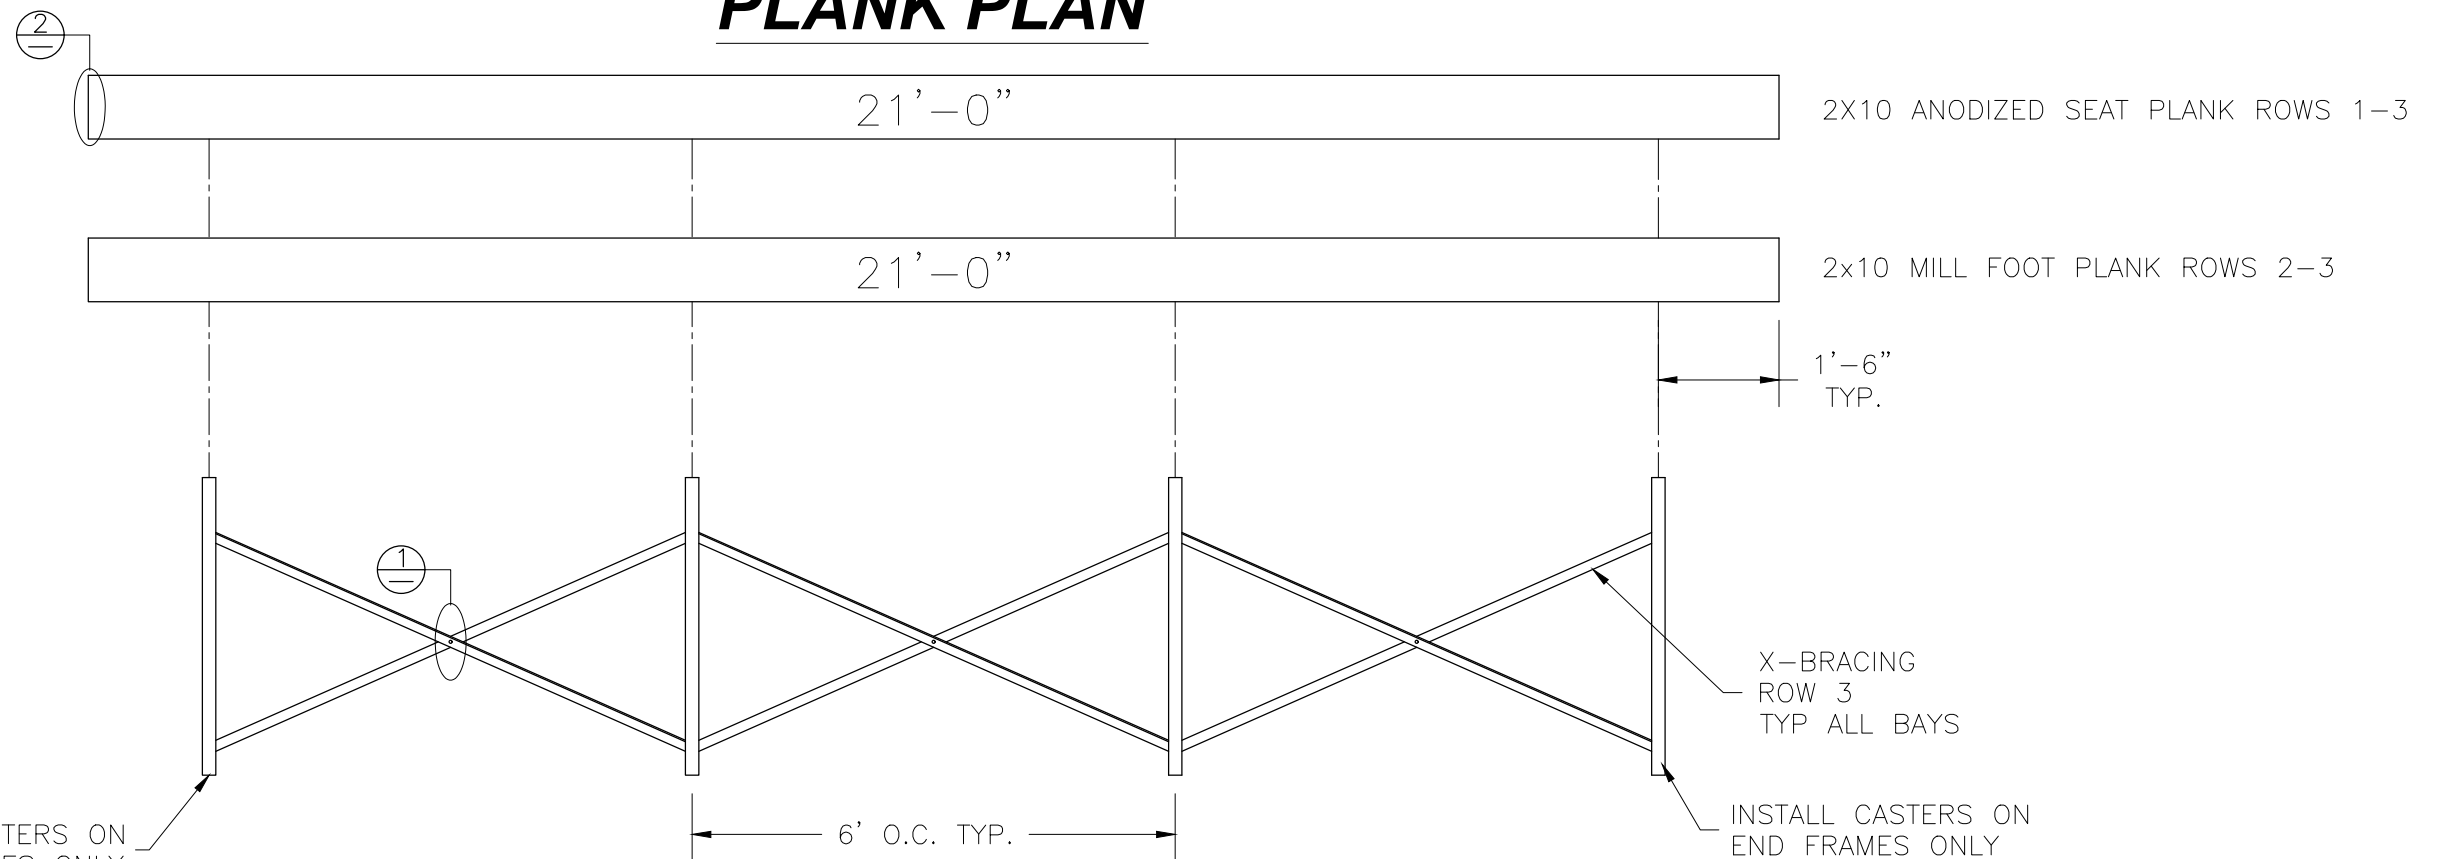 PLANK PLAN
2
21'-0"
2X10 ANODIZED SEAT PLANK ROWS 1-3
21'-0"
2x10 MILL FOOT PLANK ROWS 2-3
1'-6"
TYP.
1
X-BRACING
ROW 3
TYP ALL BAYS
TERS ON
ONLY
6' O.C. TYP.
INSTALL CASTERS ON
END FRAMES ONLY